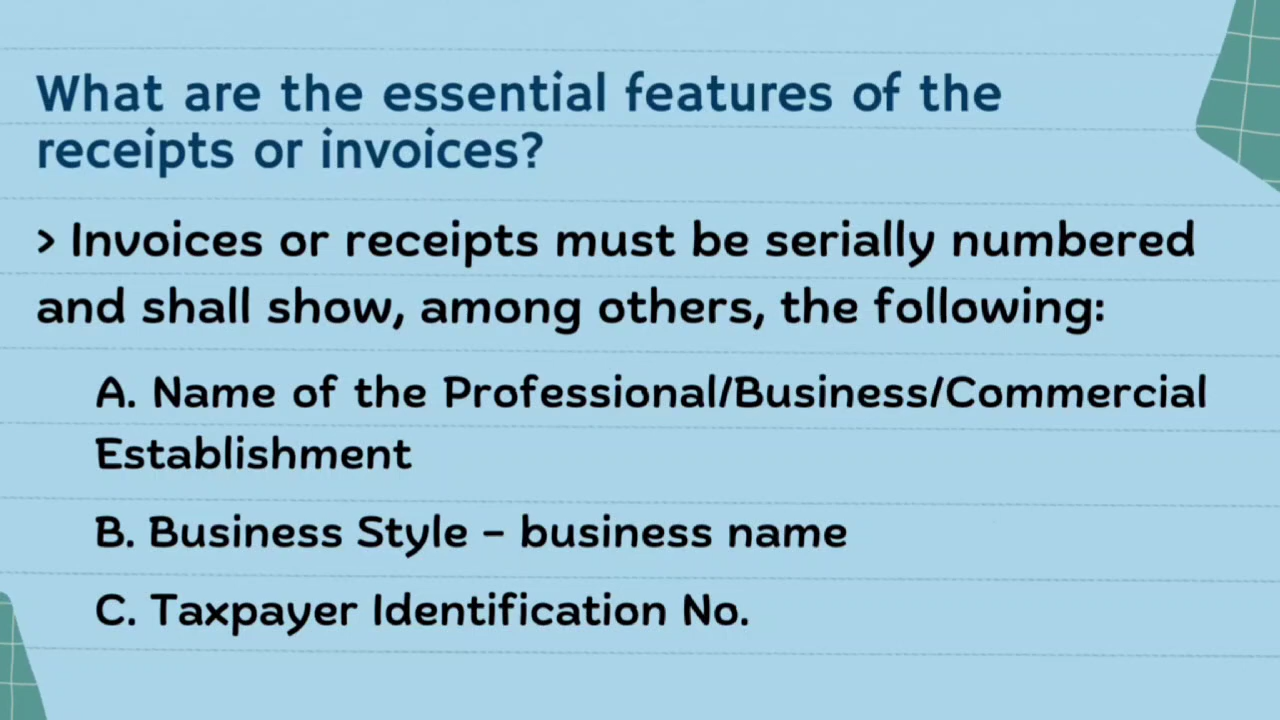 What are the essential features of the
receipts or invoices?
> Invoices or receipts must be serially numbered
and shall show, among others, the following:
A. Name of the Professional/Business/Commercial
Establishment
B. Business Style – business name
C. Taxpayer Identification No.